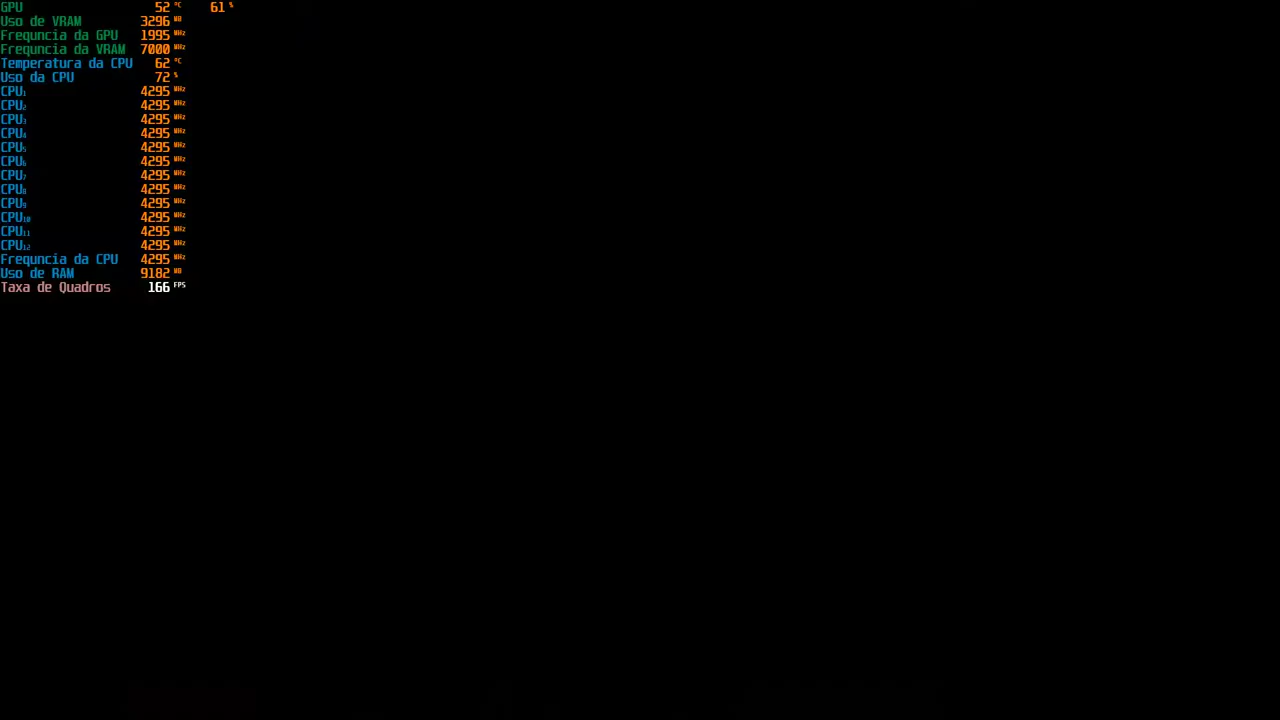 GPU 52 °C 61 %
Uso de VRAM 3296 MB
Frequncia da GPU 1995 MHz
Frequncia da VRAM 7000 MHz
Temperatura da CPU 62 °C
Uso da CPU 72 %
CPU1 4295 MHz
CPU2 4295 MHz
CPU3 4295 MHz
CPU4 4295 MHz
CPU5 4295 MHz
CPU6 4295 MHz
CPU7 4295 MHz
CPU8 4295 MHz
CPU9 4295 MHz
CPU10 4295 MHz
CPU11 4295 MHz
CPU12 4295 MHz
Frequncia da CPU 4295 MHz
Uso de RAM 9182 MB
Taxa de Quadros 166 FPS